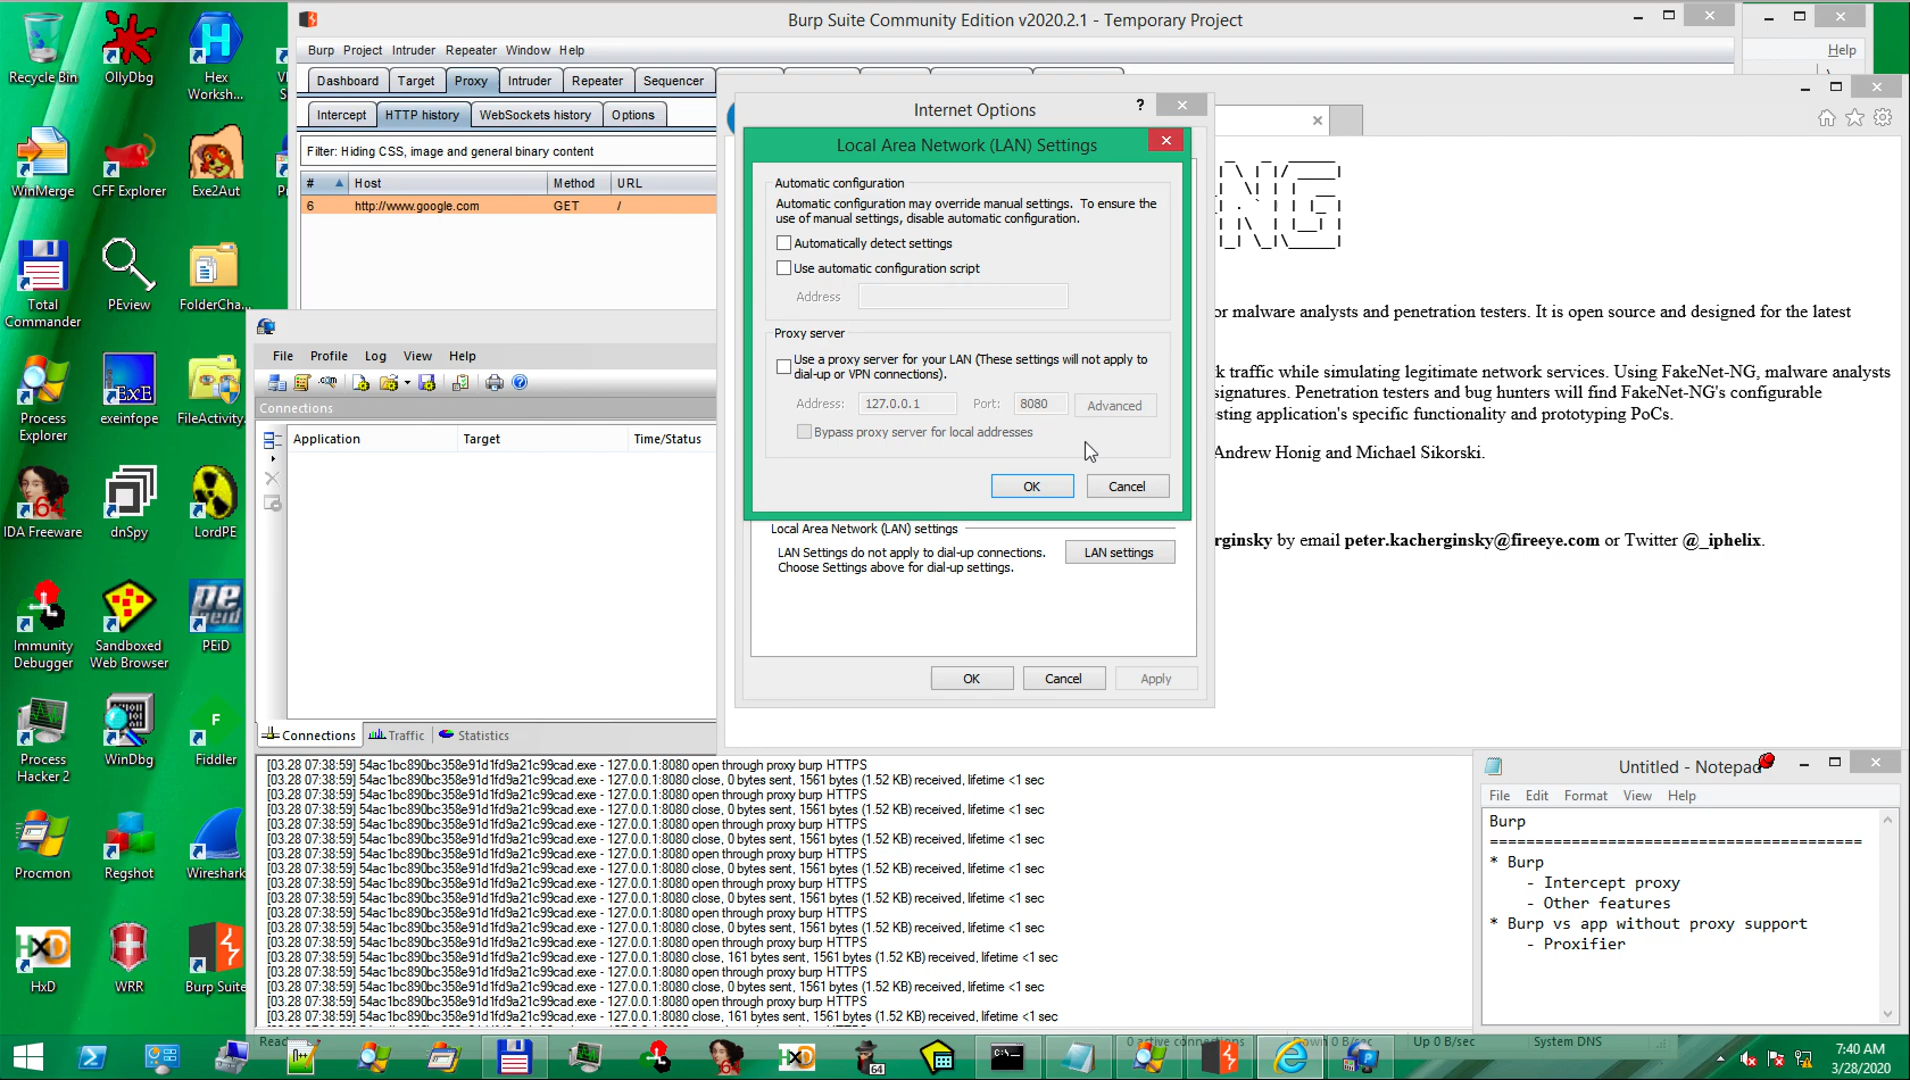 Recycle Bin
OllyDbg
Hex
Worksh...
WinMerge
CFF Explorer
Exe2Aut
Total
Commander
PEview
FolderCha...
Process
Explorer
exeinfope
FileActivity.
IDA Freeware
dnSpy
LordPE
Immunity
Debugger
Sandboxed
Web Browser
PEiD
Process
Hacker 2
WinDbg
Fiddler
Procmon
Regshot
Wireshark
HxD
WRR
Burp Suite
Burp Suite Community Edition v2020.2.1 - Temporary Project
Burp Project Intruder Repeater Window Help
Dashboard Target Proxy Intruder Repeater Sequencer
Intercept HTTP history WebSockets history Options
Filter: Hiding CSS, image and general binary content
# Host Method URL
6 http://www.google.com GET /
Help
Internet Options
Local Area Network (LAN) Settings
Automatic configuration
Automatic configuration may override manual settings. To ensure the
use of manual settings, disable automatic configuration.
Automatically detect settings
Use automatic configuration script
Address
Proxy server
Use a proxy server for your LAN (These settings will not apply to
dial-up or VPN connections).
Address: 127.0.0.1 Port: 8080 Advanced
Bypass proxy server for local addresses
OK Cancel
Local Area Network (LAN) settings
LAN Settings do not apply to dial-up connections.
Choose Settings above for dial-up settings.
LAN settings
OK Cancel Apply
or malware analysts and penetration testers. It is open source and designed for the latest
k traffic while simulating legitimate network services. Using FakeNet-NG, malware analysts
signatures. Penetration testers and bug hunters will find FakeNet-NG's configurable
sting application's specific functionality and prototyping PoCs.
Andrew Honig and Michael Sikorski.
erginsky by email peter.kacherginsky@fireeye.com or Twitter @_iphelix.
File Profile Log View Help
Connections
Application Target Time/Status
Connections Traffic Statistics
[03.28 07:38:59] 54ac1bc890bc358e91d1fd9a21c99cad.exe - 127.0.0.1:8080 open through proxy burp HTTPS
[03.28 07:38:59] 54ac1bc890bc358e91d1fd9a21c99cad.exe - 127.0.0.1:8080 close, 0 bytes sent, 1561 bytes (1.52 KB) received, lifetime <1 sec
[03.28 07:38:59] 54ac1bc890bc358e91d1fd9a21c99cad.exe - 127.0.0.1:8080 open through proxy burp HTTPS
[03.28 07:38:59] 54ac1bc890bc358e91d1fd9a21c99cad.exe - 127.0.0.1:8080 close, 0 bytes sent, 1561 bytes (1.52 KB) received, lifetime <1 sec
[03.28 07:38:59] 54ac1bc890bc358e91d1fd9a21c99cad.exe - 127.0.0.1:8080 open through proxy burp HTTPS
[03.28 07:38:59] 54ac1bc890bc358e91d1fd9a21c99cad.exe - 127.0.0.1:8080 close, 0 bytes sent, 1561 bytes (1.52 KB) received, lifetime <1 sec
[03.28 07:38:59] 54ac1bc890bc358e91d1fd9a21c99cad.exe - 127.0.0.1:8080 open through proxy burp HTTPS
[03.28 07:38:59] 54ac1bc890bc358e91d1fd9a21c99cad.exe - 127.0.0.1:8080 close, 0 bytes sent, 1561 bytes (1.52 KB) received, lifetime <1 sec
[03.28 07:38:59] 54ac1bc890bc358e91d1fd9a21c99cad.exe - 127.0.0.1:8080 open through proxy burp HTTPS
[03.28 07:38:59] 54ac1bc890bc358e91d1fd9a21c99cad.exe - 127.0.0.1:8080 close, 0 bytes sent, 1561 bytes (1.52 KB) received, lifetime <1 sec
[03.28 07:38:59] 54ac1bc890bc358e91d1fd9a21c99cad.exe - 127.0.0.1:8080 open through proxy burp HTTPS
[03.28 07:38:59] 54ac1bc890bc358e91d1fd9a21c99cad.exe - 127.0.0.1:8080 close, 0 bytes sent, 1561 bytes (1.52 KB) received, lifetime <1 sec
[03.28 07:38:59] 54ac1bc890bc358e91d1fd9a21c99cad.exe - 127.0.0.1:8080 open through proxy burp HTTPS
[03.28 07:38:59] 54ac1bc890bc358e91d1fd9a21c99cad.exe - 127.0.0.1:8080 close, 161 bytes sent, 1561 bytes (1.52 KB) received, lifetime <1 sec
[03.28 07:38:59] 54ac1bc890bc358e91d1fd9a21c99cad.exe - 127.0.0.1:8080 open through proxy burp HTTPS
[03.28 07:38:59] 54ac1bc890bc358e91d1fd9a21c99cad.exe - 127.0.0.1:8080 close, 0 bytes sent, 1561 bytes (1.52 KB) received, lifetime <1 sec
[03.28 07:38:59] 54ac1bc890bc358e91d1fd9a21c99cad.exe - 127.0.0.1:8080 open through proxy burp HTTPS
[03.28 07:38:59] 54ac1bc890bc358e91d1fd9a21c99cad.exe - 127.0.0.1:8080 close, 161 bytes sent, 1561 bytes (1.52 KB) received, lifetime <1 sec
Untitled - Notepad
File Edit Format View Help
Burp
=========================================
* Burp
- Intercept proxy
- Other features
* Burp vs app without proxy support
- Proxifier
0 active connections Down 0 B/sec Up 0 B/sec System DNS
7:40 AM
3/28/2020